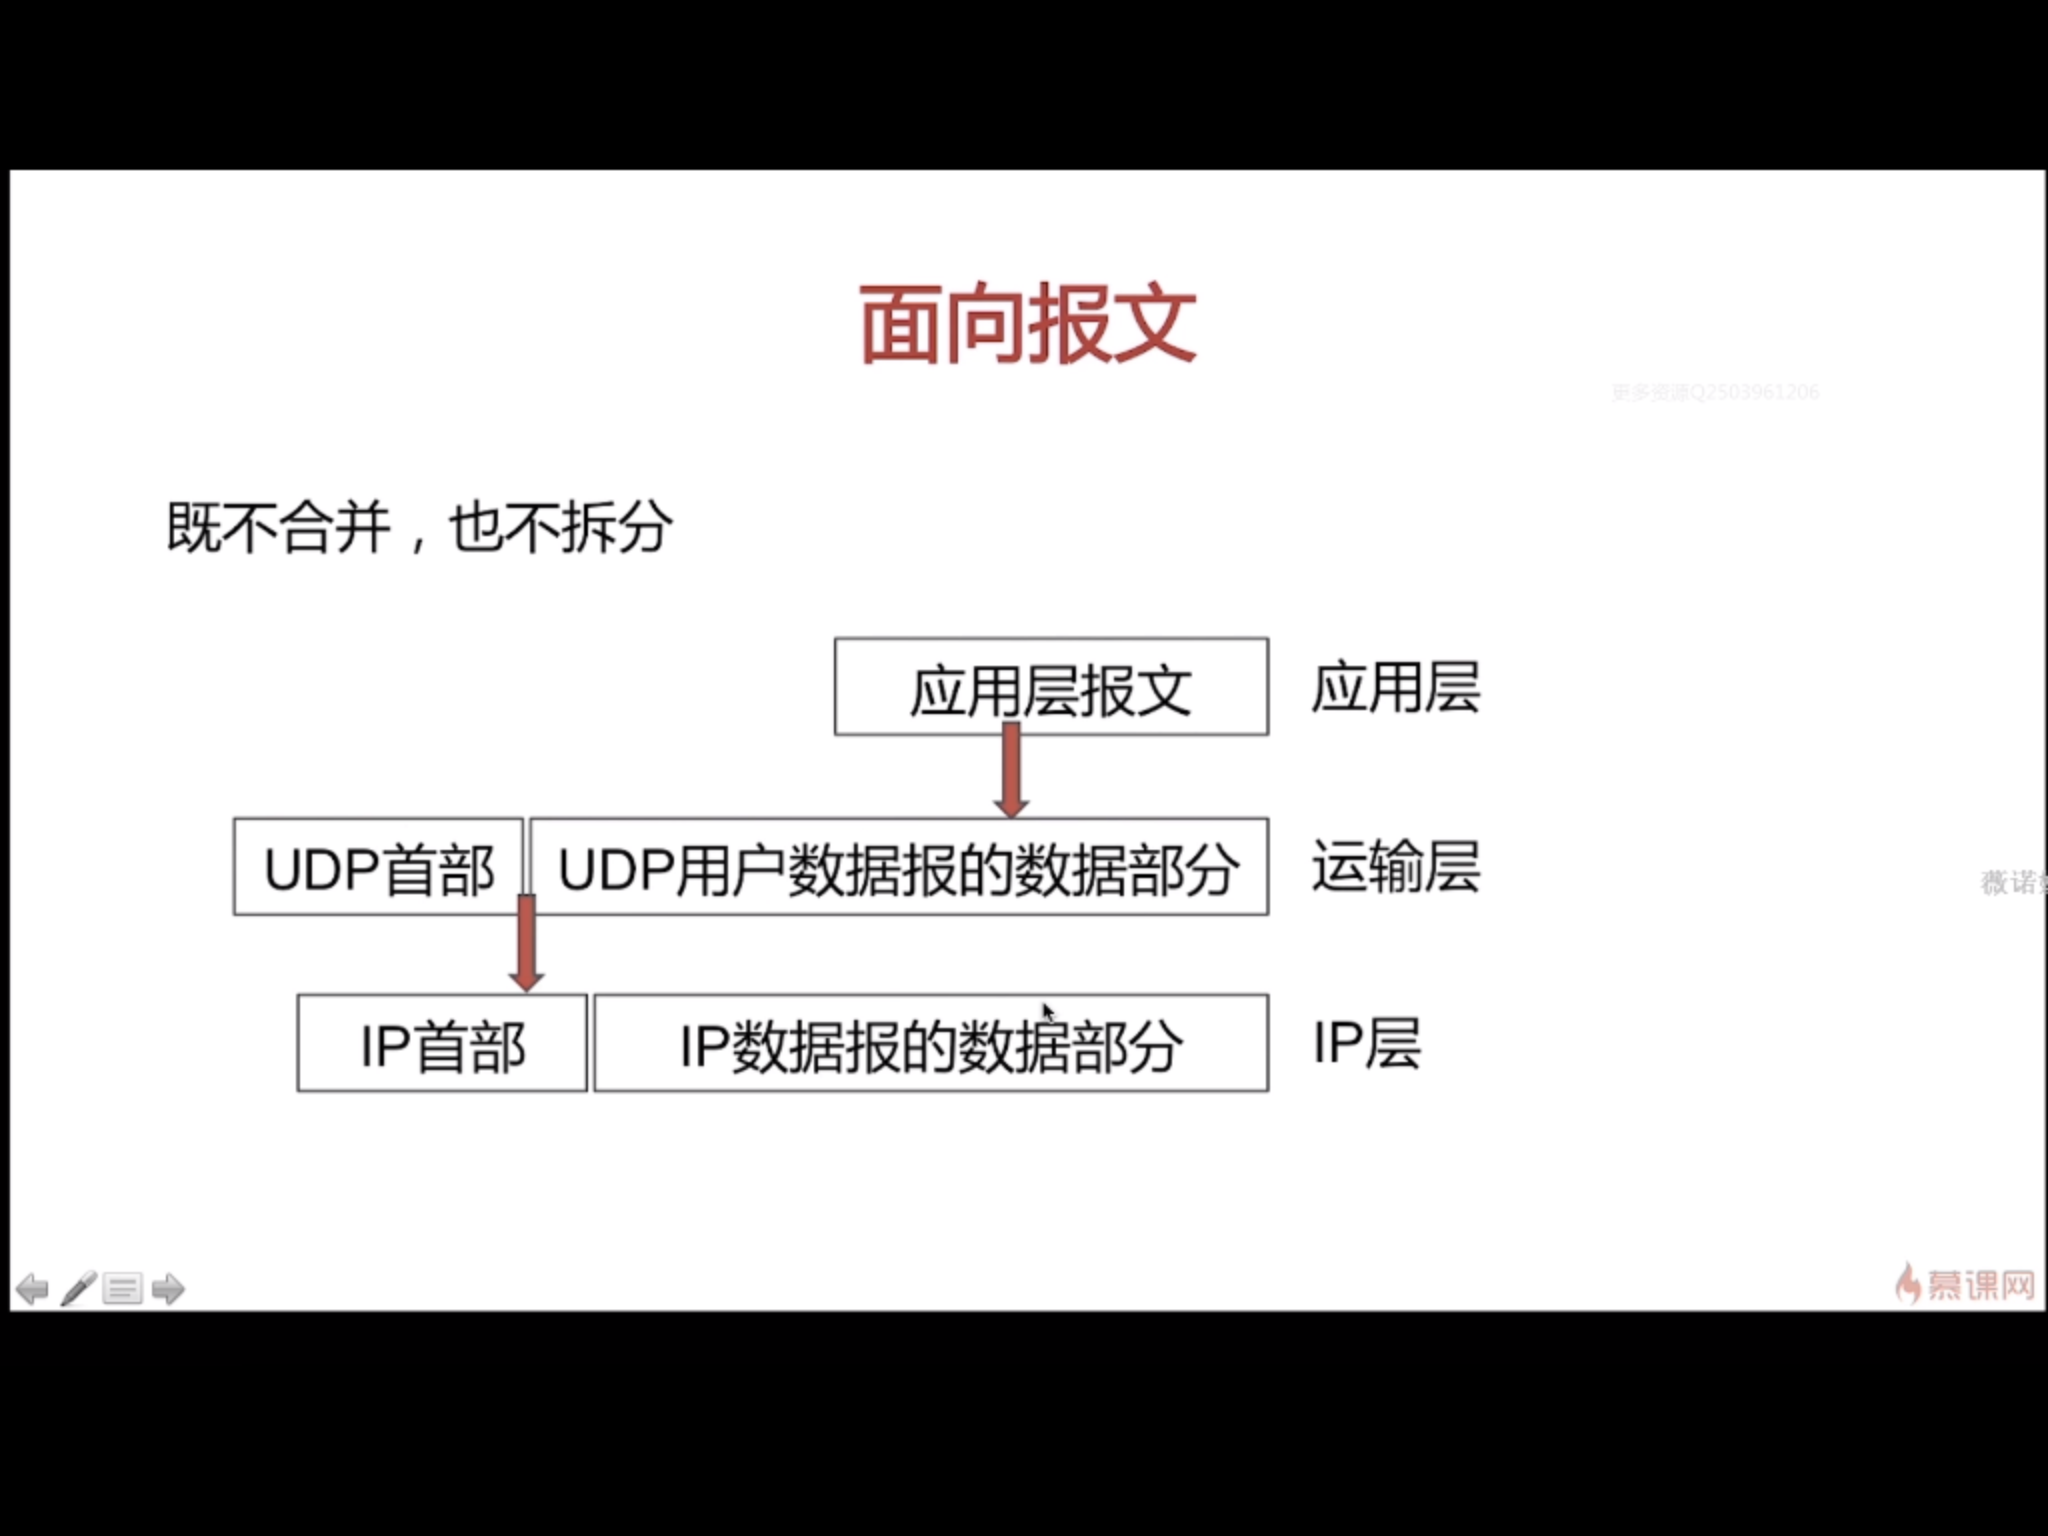 面向报文
更多资源Q2503961206
既不合并，也不拆分
应用层报文 应用层
UDP首部 UDP用户数据报的数据部分 运输层
薇诺
IP首部 IP数据报的数据部分 IP层
慕课网